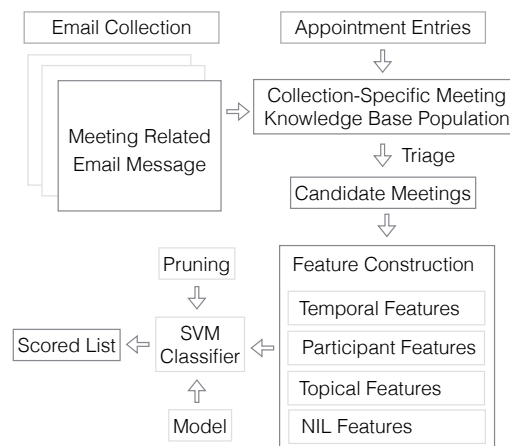 Email Collection
Appointment Entries
Meeting Related
Email Message
Collection-Specific Meeting
Knowledge Base Population
Triage
Candidate Meetings
Feature Construction
Temporal Features
Participant Features
Topical Features
NIL Features
Pruning
SVM
Classifier
Scored List
Model